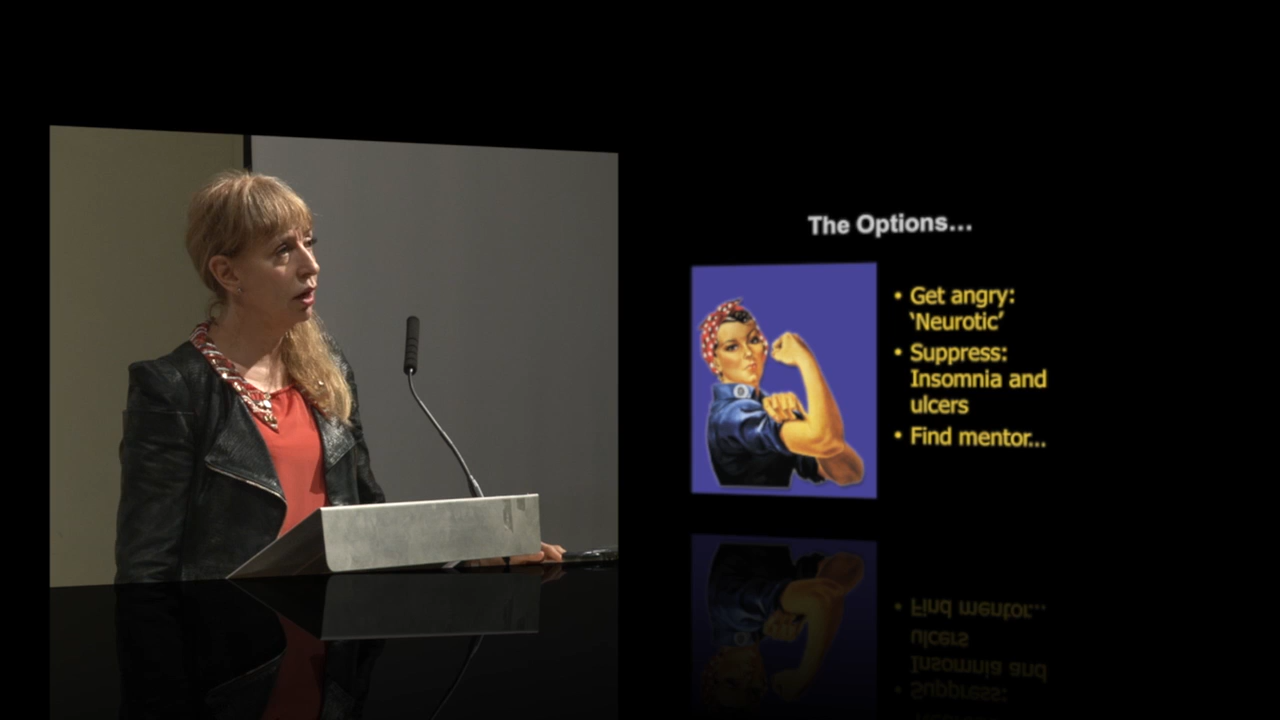 The Options...
• Get angry:
‘Neurotic’
• Suppress:
Insomnia and
ulcers
• Find mentor...